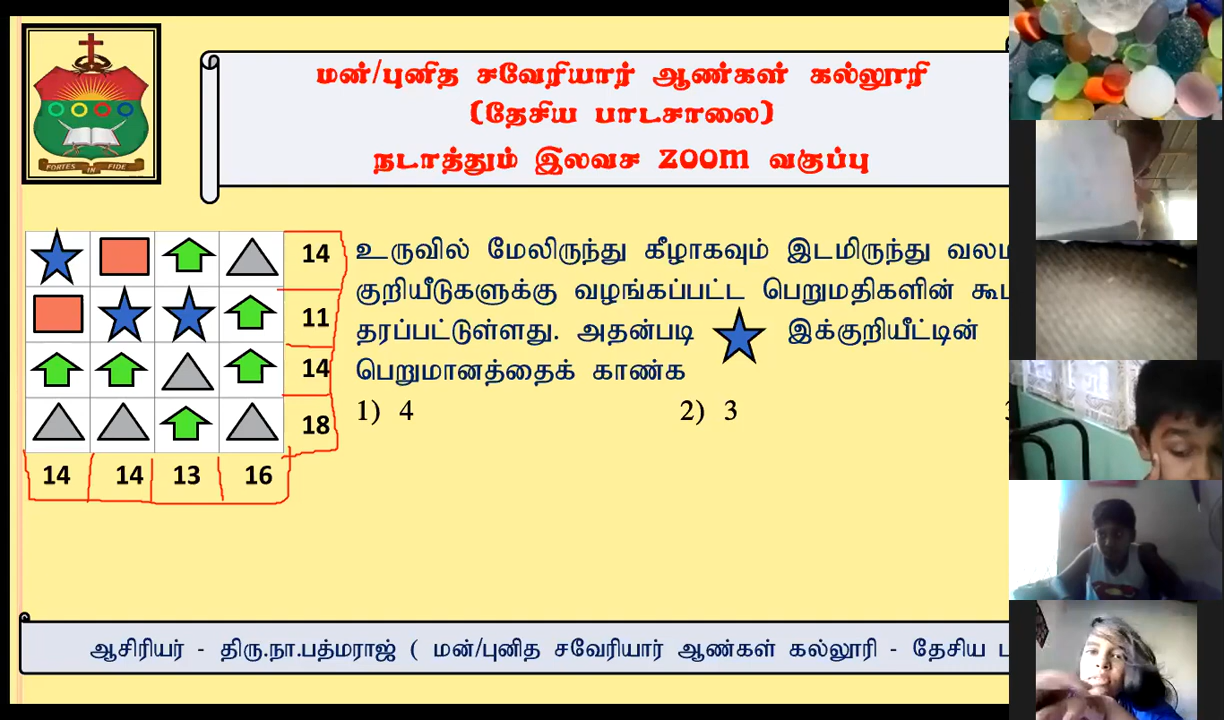 மன்/புனித சவேரியார் ஆண்கள் கல்லூரி
(தேசிய பாடசாலை)
நடாத்தும் இலவச ZOOM வகுப்பு
FORTES IN FIDE
14
11
14
18
14 14 13 16
உருவில் மேலிருந்து கீழாகவும் இடமிருந்து
குறியீடுகளுக்கு வழங்கப்பட்ட பெறுமதிகளின்
தரப்பட்டுள்ளது. அதன்படி இக்குறியீட்டின்
பெறுமானத்தைக் காண்க
1) 4 2) 3
ஆசிரியர் - திரு.நா.பத்மராஜ் ( மன்/புனித சவேரியார் ஆண்கள் கல்லூரி - தேசிய